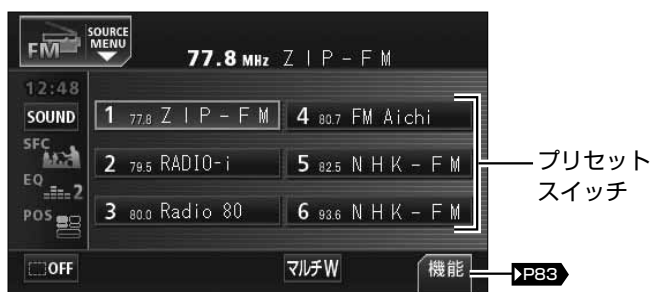 FM
SOURCE
MENU
77.8 MHz ZIP-FM
12:48
SOUND
SFC
EQ
2
POS
1 77.8 ZIP-FM
2 79.5 RADIO-i
3 80.0 Radio 80
4 80.7 FM Aichi
5 82.5 NHK-FM
6 93.6 NHK-FM
プリセット
スイッチ
OFF
マルチW
機能
P83